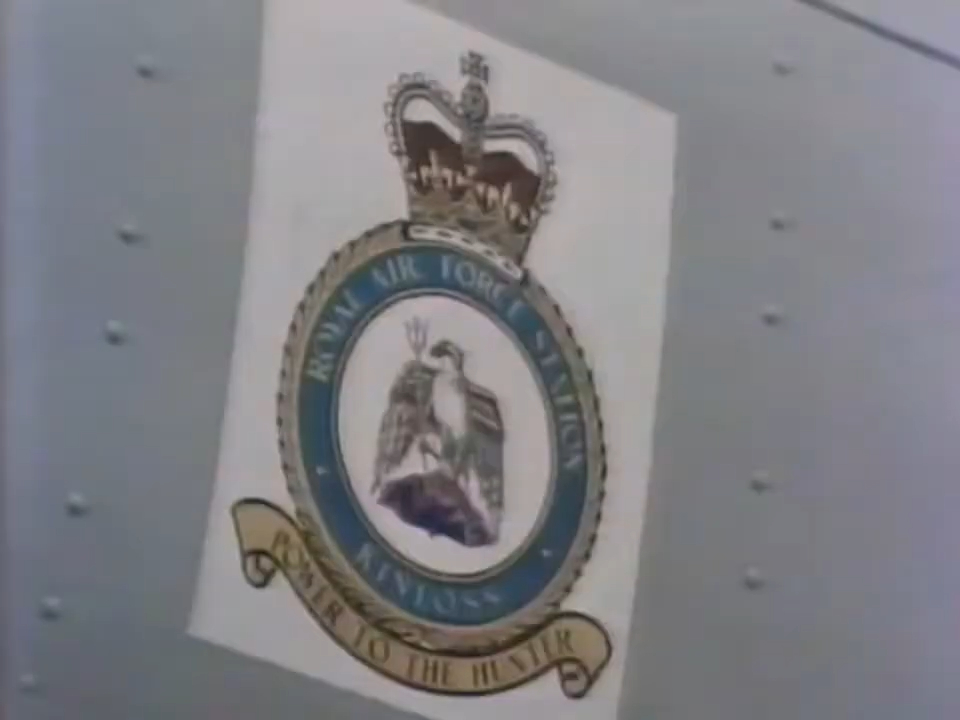 ROYAL AIR FORCE STATION
KINLOSS
POWER TO THE HUNTER